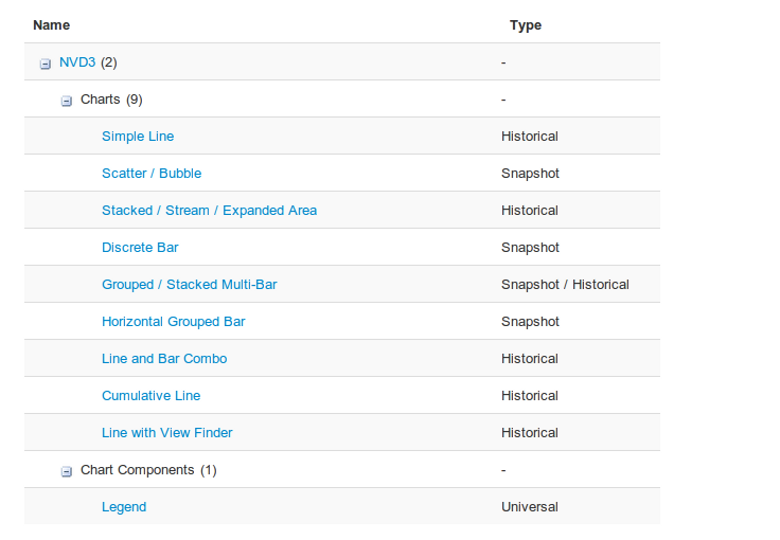 Name Type
NVD3 (2) -
Charts (9) -
Simple Line Historical
Scatter / Bubble Snapshot
Stacked / Stream / Expanded Area Historical
Discrete Bar Snapshot
Grouped / Stacked Multi-Bar Snapshot / Historical
Horizontal Grouped Bar Snapshot
Line and Bar Combo Historical
Cumulative Line Historical
Line with View Finder Historical
Chart Components (1) -
Legend Universal